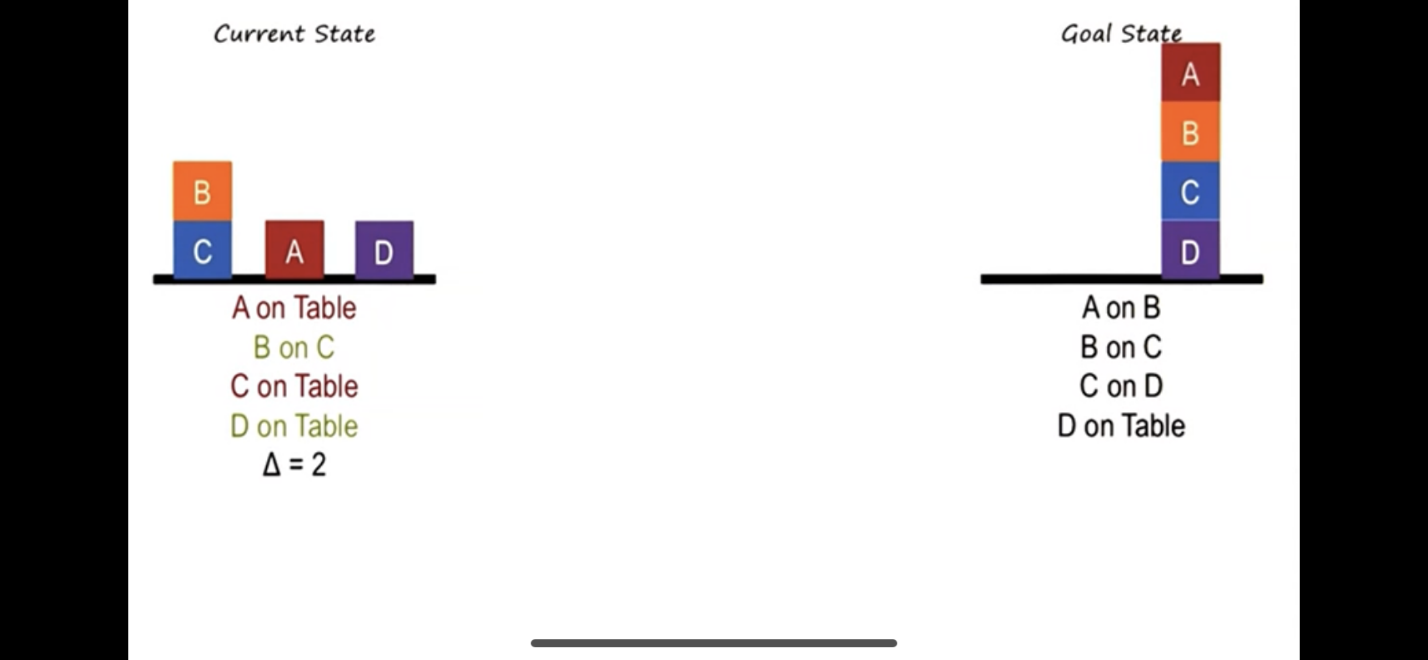 Current State
Goal State
B
C
A
D
A on Table
B on C
C on Table
D on Table
Δ = 2
A
B
C
D
A on B
B on C
C on D
D on Table